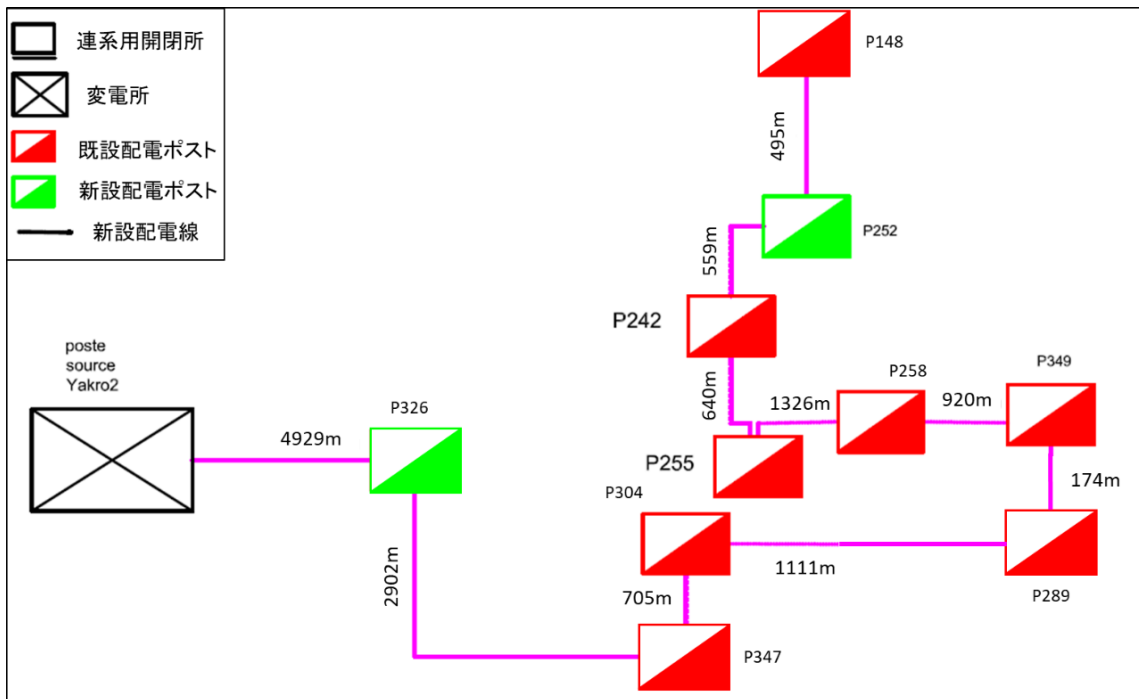 連系用開閉所
変電所
既設配電ポスト
新設配電ポスト
新設配電線
P148
495m
P252
559m
P242
640m
P258
P349
1326m
920m
P255
174m
poste
source
Yakro2
P326
4929m
P304
1111m
2902m
705m
P289
P347